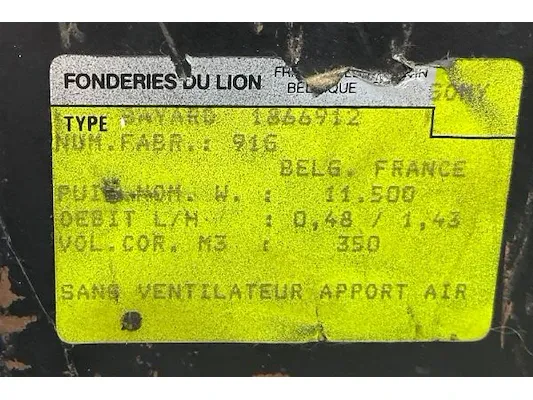 FONDERIES DU LION
BELGIQUE
TYPE BAYARD 1866912
NUM.FABR.: 916
BELG. FRANCE
PUIS.NOM. W. : 11.500
DEBIT L/H : 0,48 / 1,43
VOL.COR. M3 : 350
SANS VENTILATEUR APPORT AIR